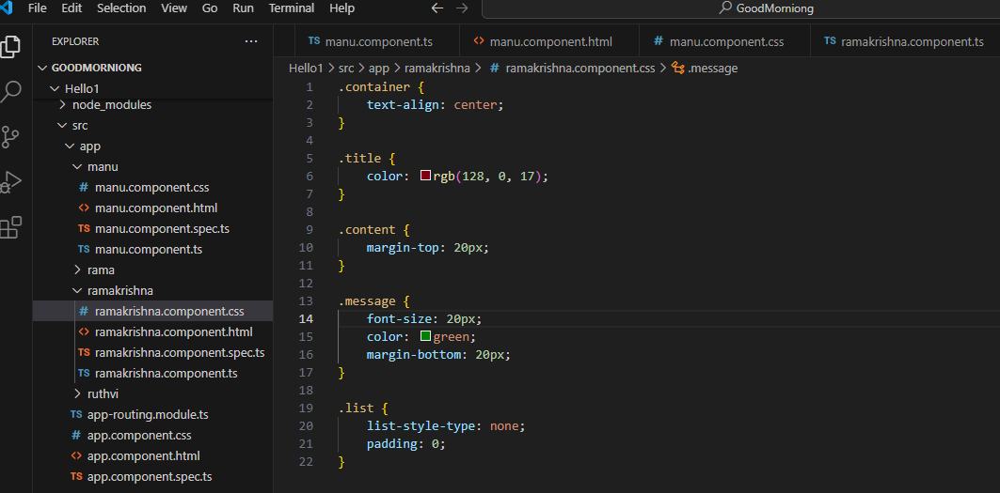 File Edit Selection View Go Run Terminal Help
GoodMorniong
EXPLORER
GOODMORNIONG
Hello1
node_modules
src
app
manu
# manu.component.css
<> manu.component.html
TS manu.component.spec.ts
TS manu.component.ts
rama
ramakrishna
# ramakrishna.component.css
<> ramakrishna.component.html
TS ramakrishna.component.spec.ts
TS ramakrishna.component.ts
ruthvi
TS app-routing.module.ts
# app.component.css
<> app.component.html
TS app.component.spec.ts
TS manu.component.ts <> manu.component.html # manu.component.css TS ramakrishna.component.ts
Hello1 > src > app > ramakrishna > # ramakrishna.component.css > .message
1 .container {
2 text-align: center;
3 }
4
5 .title {
6 color: rgb(128, 0, 17);
7 }
8
9 .content {
10 margin-top: 20px;
11 }
12
13 .message {
14 font-size: 20px;
15 color: green;
16 margin-bottom: 20px;
17 }
18
19 .list {
20 list-style-type: none;
21 padding: 0;
22 }